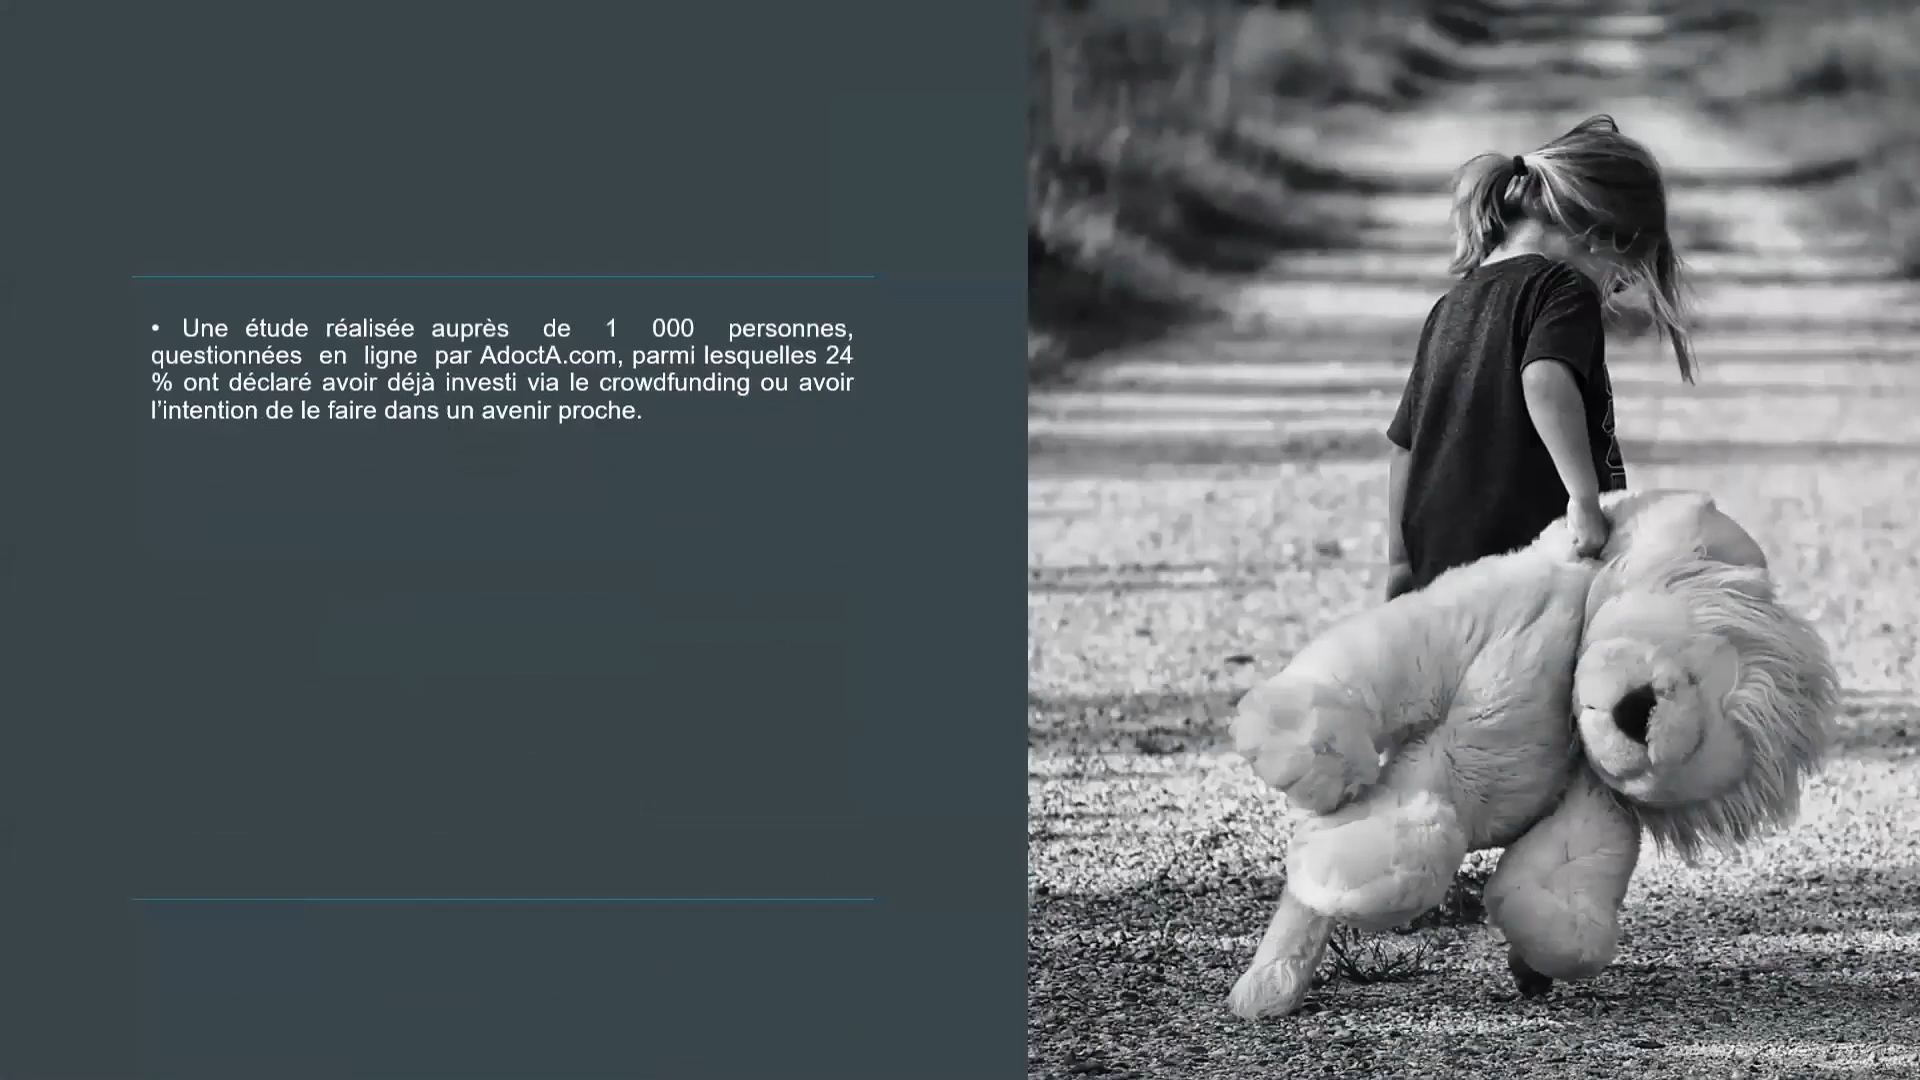 • Une étude réalisée auprès de 1 000 personnes,
questionnées en ligne par AdoctA.com, parmi lesquelles 24
% ont déclaré avoir déjà investi via le crowdfunding ou avoir
l’intention de le faire dans un avenir proche.